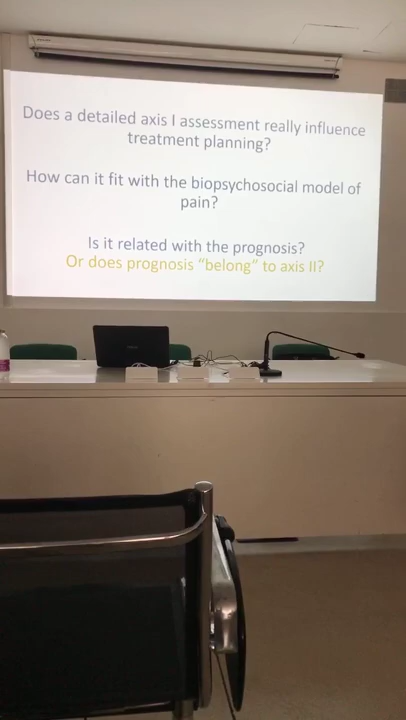 Does a detailed axis I assessment really influence
treatment planning?
How can it fit with the biopsychosocial model of
pain?
Is it related with the prognosis?
Or does prognosis “belong” to axis II?